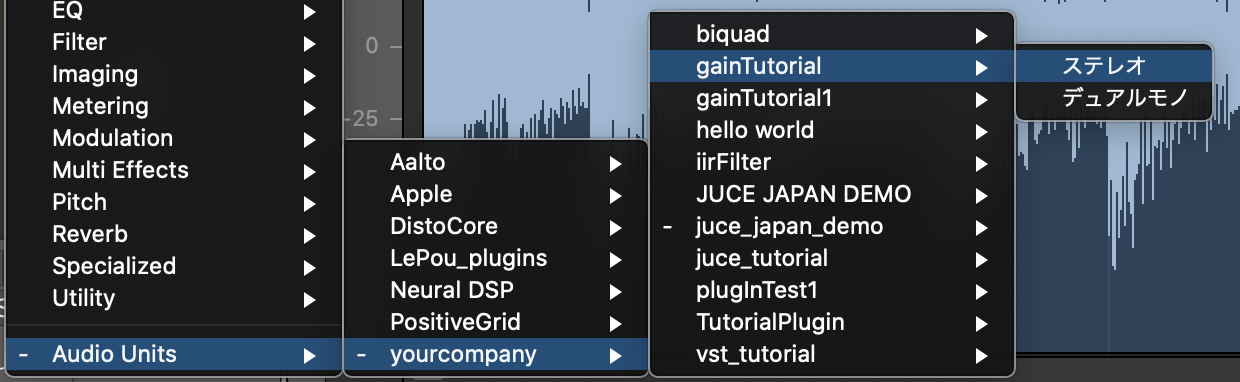 EQ
Filter
Imaging
Metering
Modulation
Multi Effects
Pitch
Reverb
Specialized
Utility
- Audio Units
0
-25
Aalto
Apple
DistoCore
LePou_plugins
Neural DSP
PositiveGrid
- yourcompany
biquad
gainTutorial
gainTutorial1
hello world
iirFilter
JUCE JAPAN DEMO
- juce_japan_demo
juce_tutorial
plugInTest1
TutorialPlugin
vst_tutorial
ステレオ
デュアルモノ